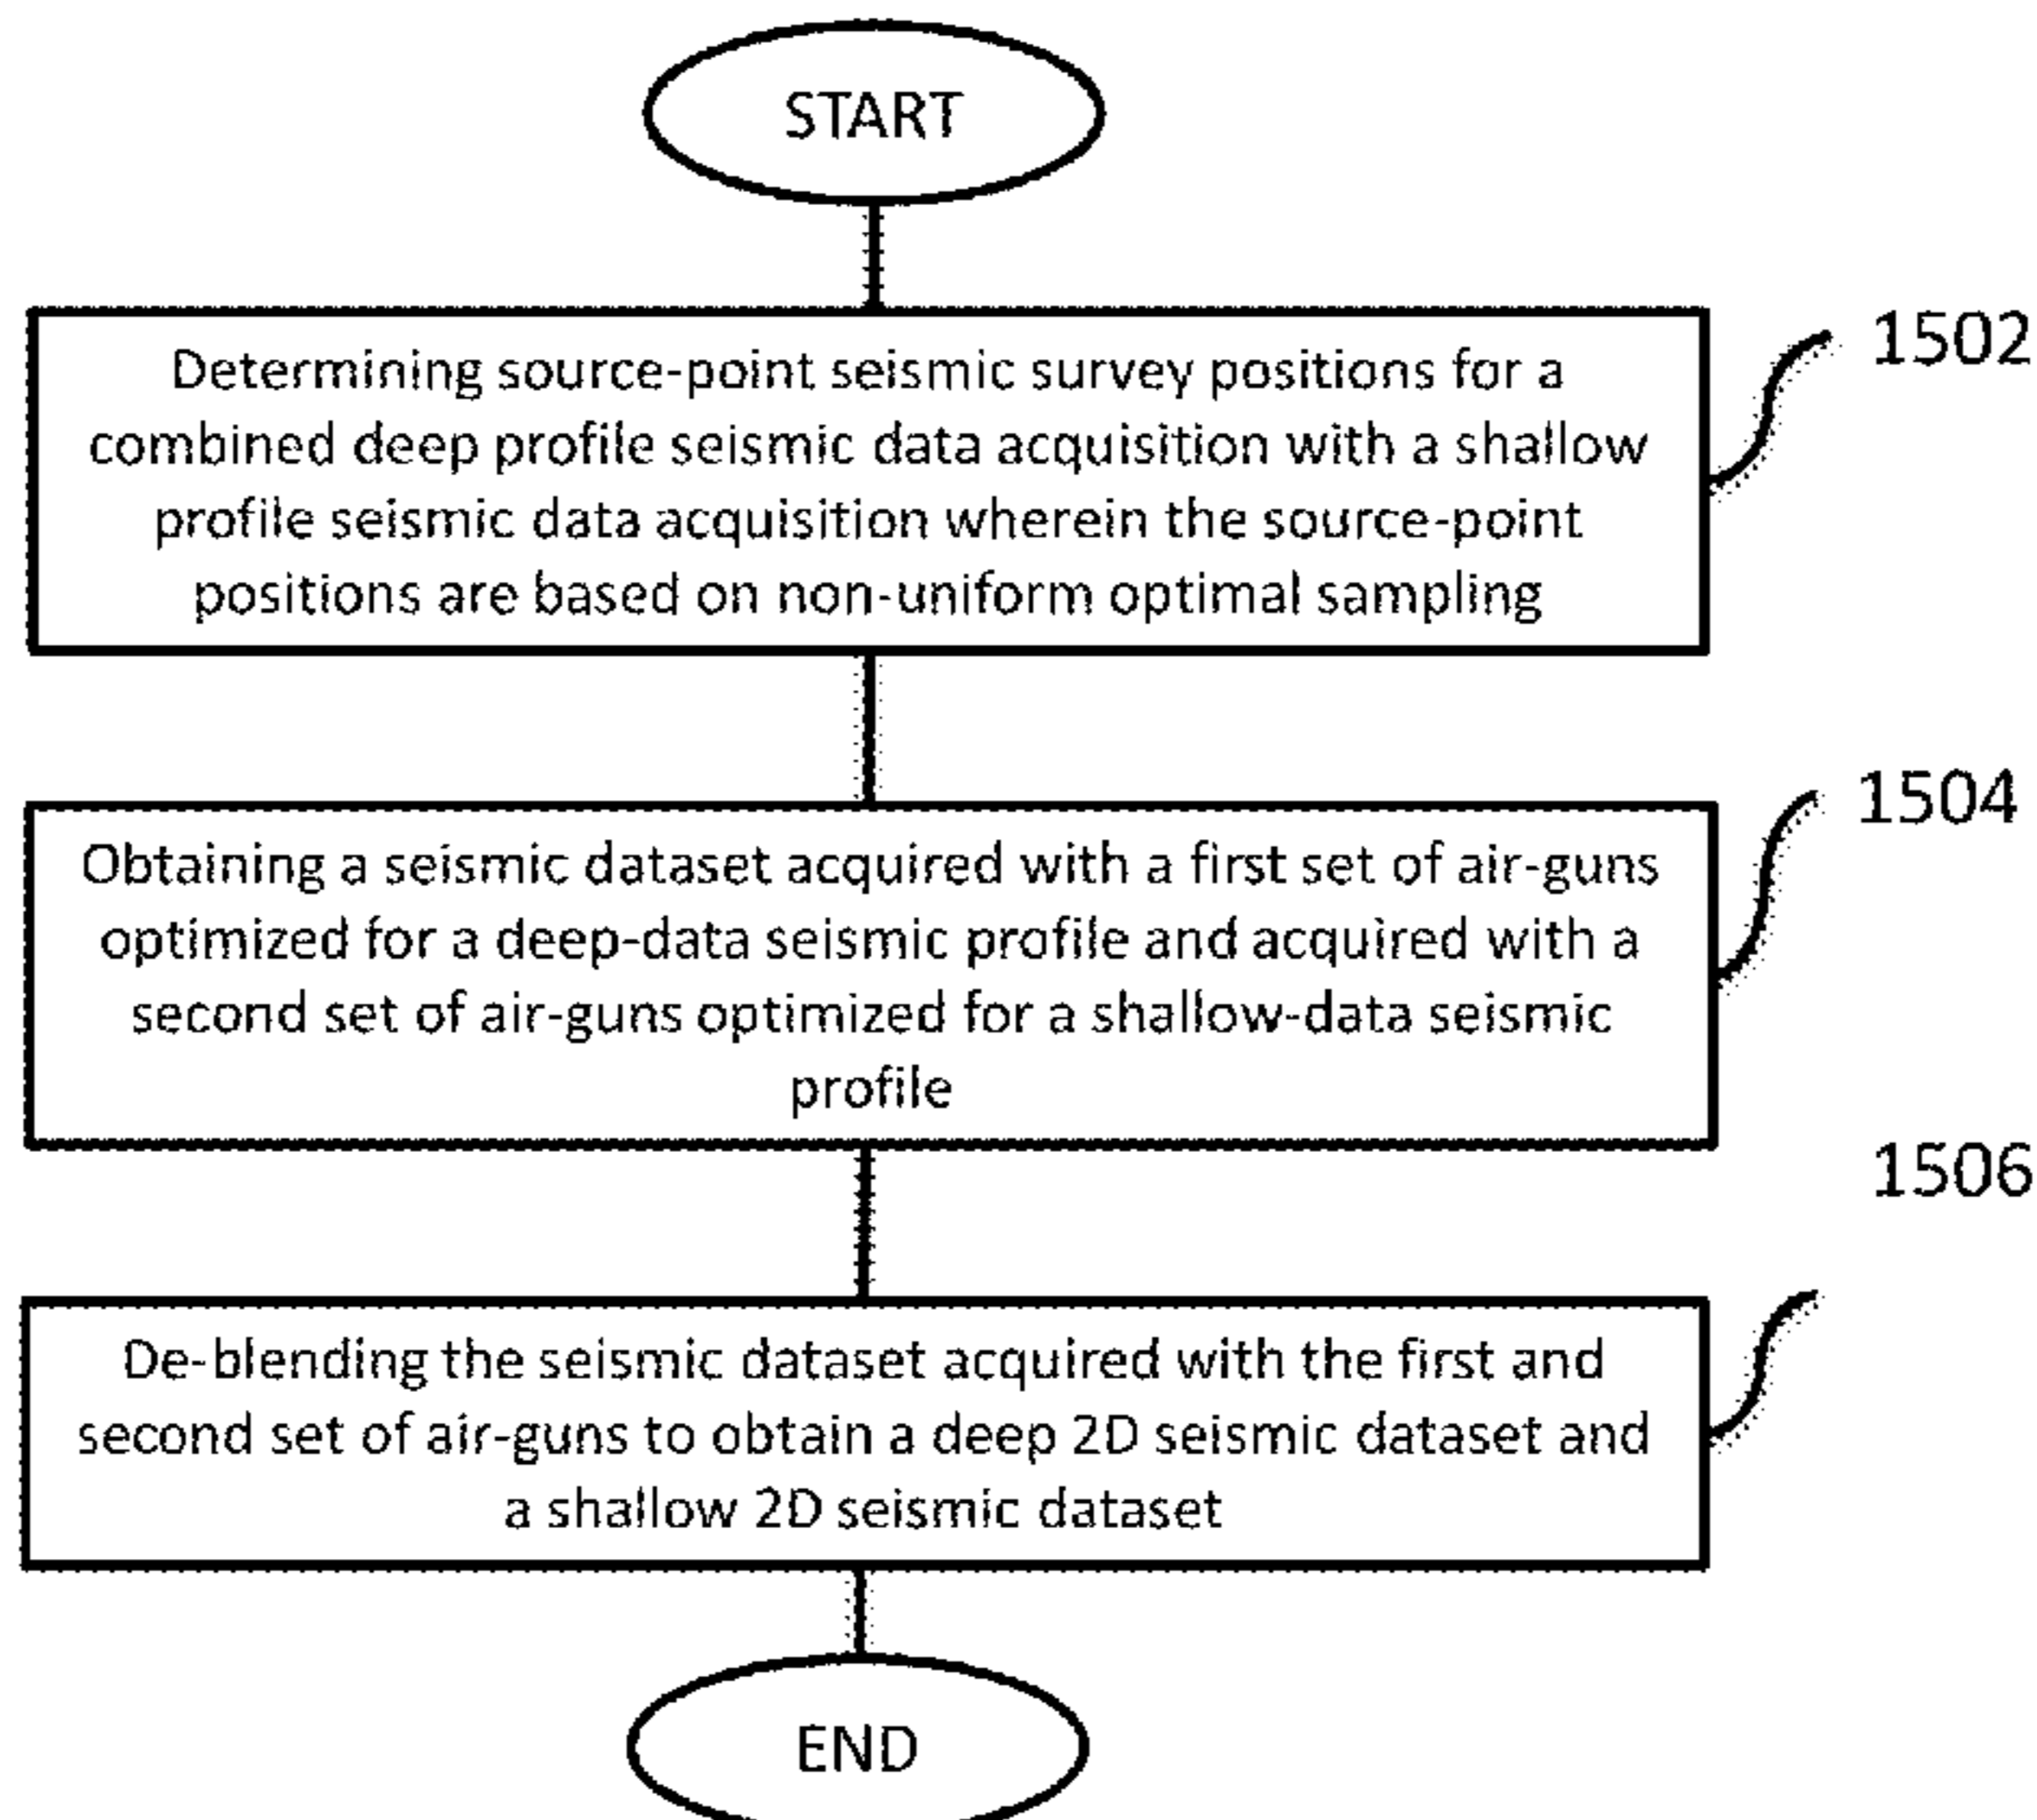 START
Determining source-point seismic survey positions for a
combined deep profile seismic data acquisition with a shallow
profile seismic data acquisition wherein the source-point
positions are based on non-uniform optimal sampling
1502
Obtaining a seismic dataset acquired with a first set of air-guns
optimized for a deep-data seismic profile and acquired with a
second set of air-guns optimized for a shallow-data seismic
profile
1504
De-blending the seismic dataset acquired with the first and
second set of air-guns to obtain a deep 2D seismic dataset and
a shallow 2D seismic dataset
1506
END